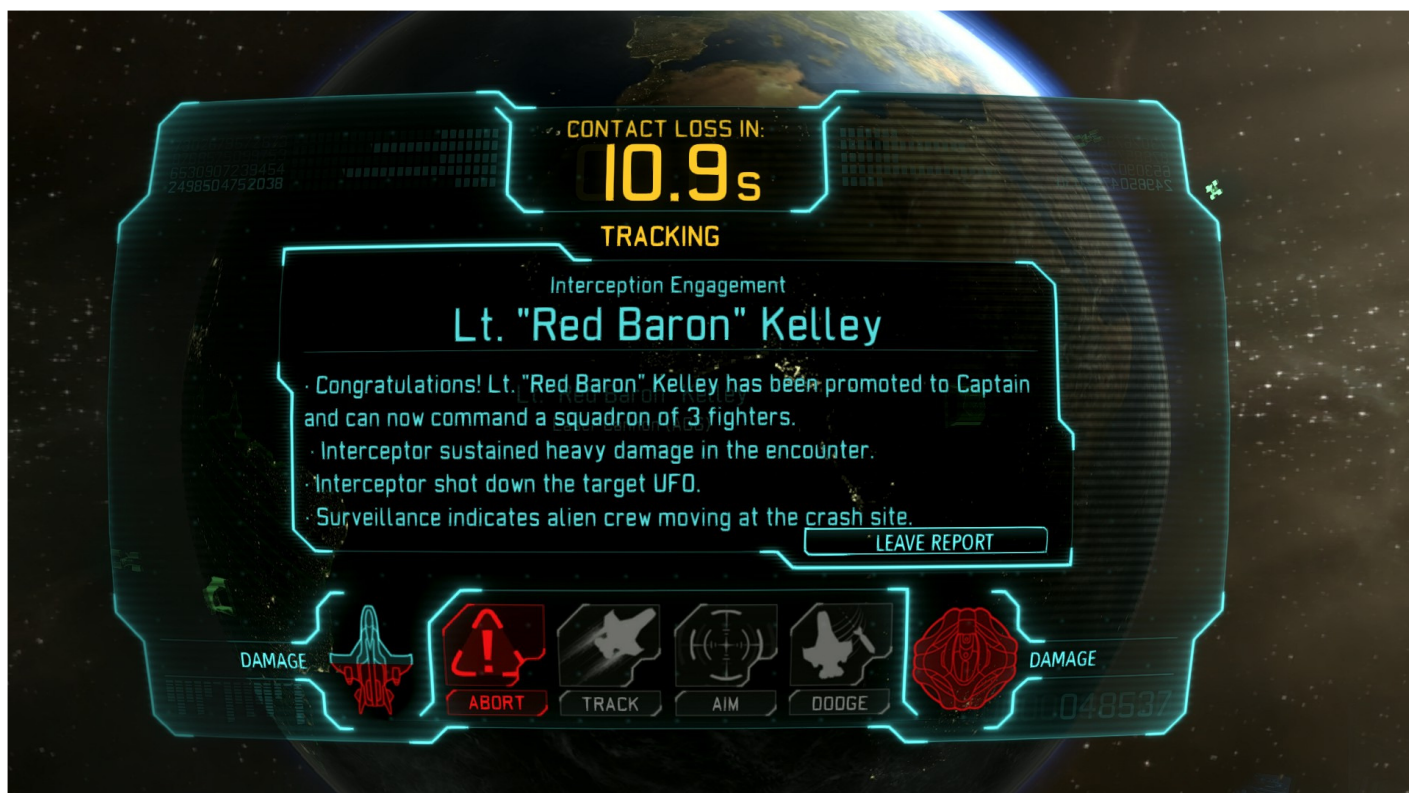 CONTACT LOSS IN:
10.9s
6530907239454
2498504752038
TRACKING
Interception Engagement
Lt. "Red Baron" Kelley
· Congratulations! Lt. "Red Baron" Kelley has been promoted to Captain
and can now command a squadron of 3 fighters.
· Interceptor sustained heavy damage in the encounter.
· Interceptor shot down the target UFO.
· Surveillance indicates alien crew moving at the crash site.
LEAVE REPORT
DAMAGE
ABORT
TRACK
AIM
DODGE
DAMAGE
.048537